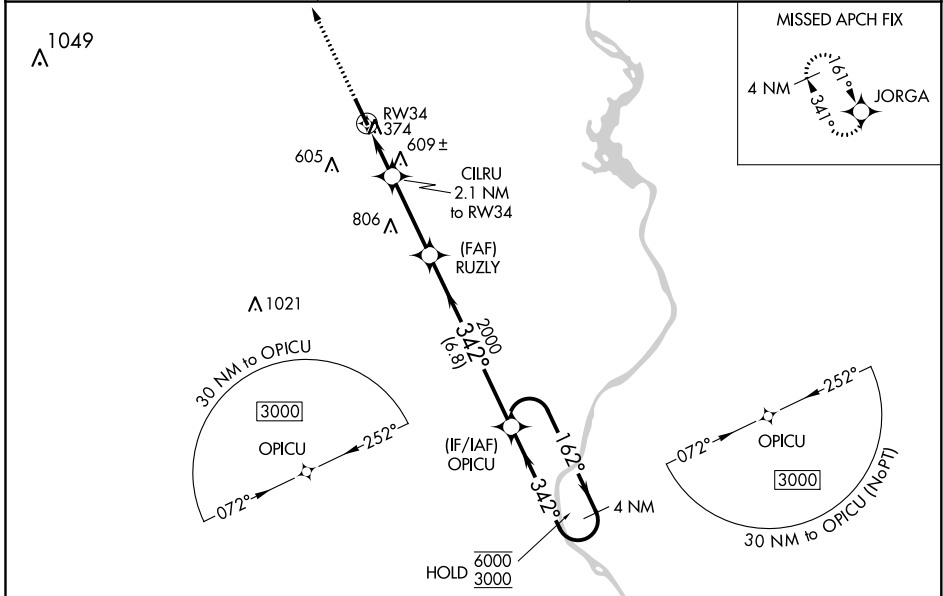 1049
MISSED APCH FIX
4 NM
161°
341°
JORGA
RW34
374
609 ±
605
CILRU
2.1 NM
to RW34
806
(FAF)
RUZLY
1021
2000
342°
(6.8)
30 NM to OPICU
3000
OPICU
252°
072°
(IF/IAF)
OPICU
162°
342°
4 NM
HOLD
6000
3000
252°
072°
OPICU
3000
30 NM to OPICU (NoPT)